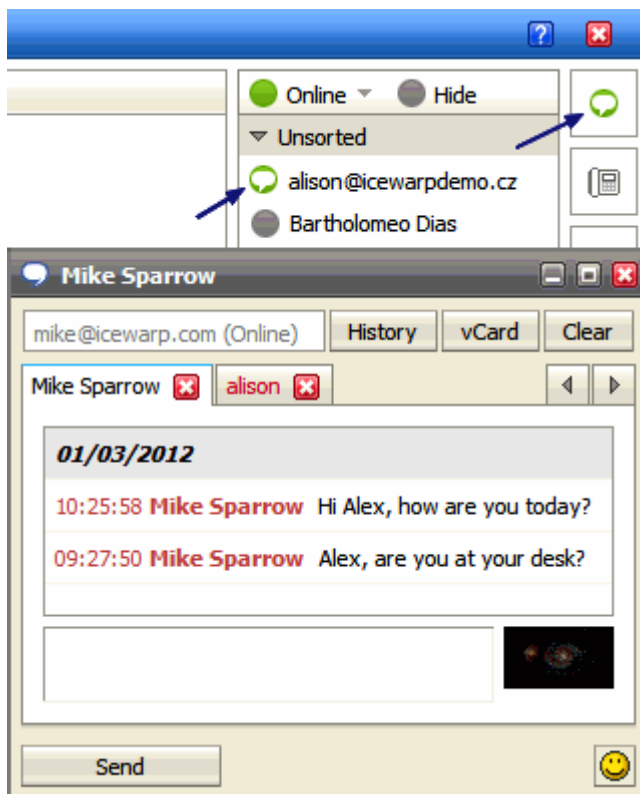 ?
Online Hide
Unsorted
alison@icewarpdemo.cz
Bartholomeo Dias
Mike Sparrow
mike@icewarp.com (Online) History vCard Clear
Mike Sparrow alison
01/03/2012
10:25:58 Mike Sparrow Hi Alex, how are you today?
09:27:50 Mike Sparrow Alex, are you at your desk?
Send